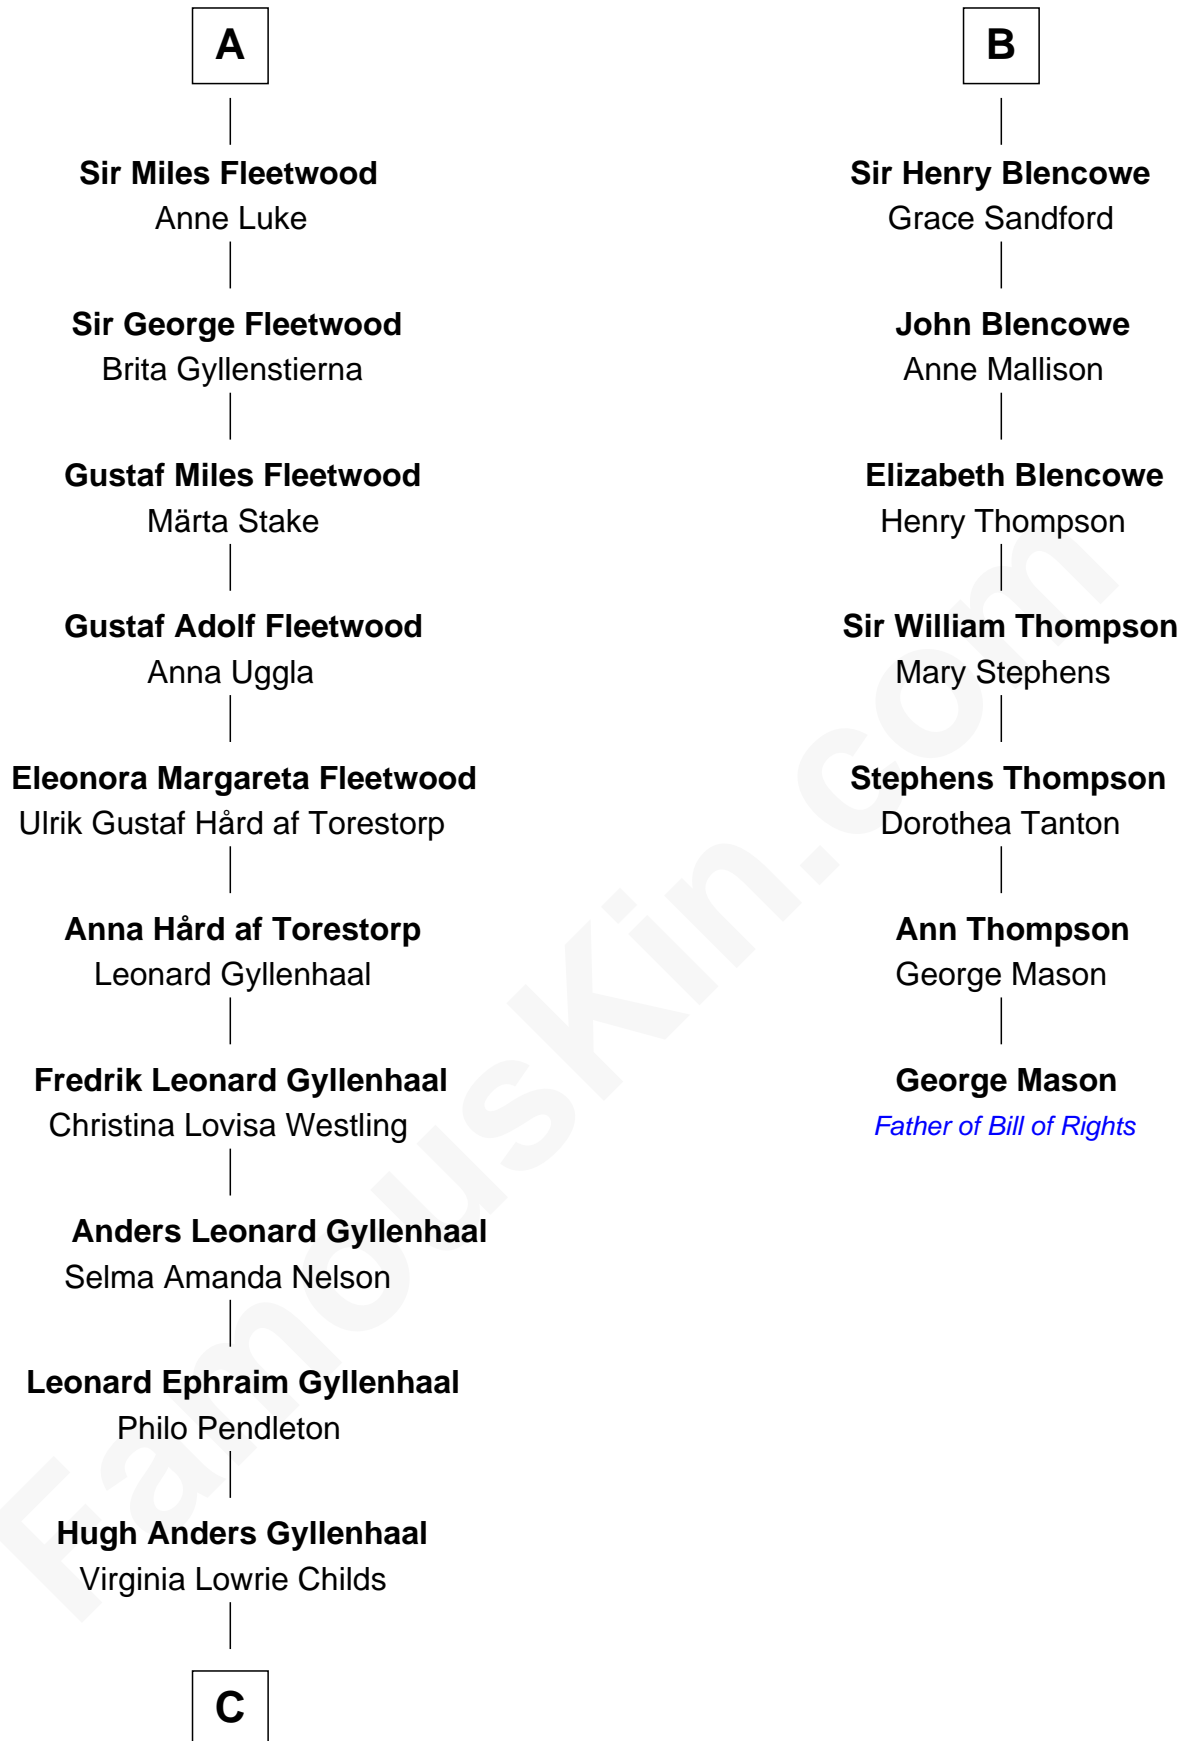 A
Sir Miles Fleetwood
Anne Luke
Sir George Fleetwood
Brita Gyllenstierna
Gustaf Miles Fleetwood
Märta Stake
Gustaf Adolf Fleetwood
Anna Uggla
Eleonora Margareta Fleetwood
Ulrik Gustaf Hård af Torestorp
Anna Hård af Torestorp
Leonard Gyllenhaal
Fredrik Leonard Gyllenhaal
Christina Lovisa Westling
Anders Leonard Gyllenhaal
Selma Amanda Nelson
Leonard Ephraim Gyllenhaal
Philo Pendleton
Hugh Anders Gyllenhaal
Virginia Lowrie Childs
C
B
Sir Henry Blencowe
Grace Sandford
John Blencowe
Anne Mallison
Elizabeth Blencowe
Henry Thompson
Sir William Thompson
Mary Stephens
Stephens Thompson
Dorothea Tanton
Ann Thompson
George Mason
George Mason
Father of Bill of Rights
FamousKin.com